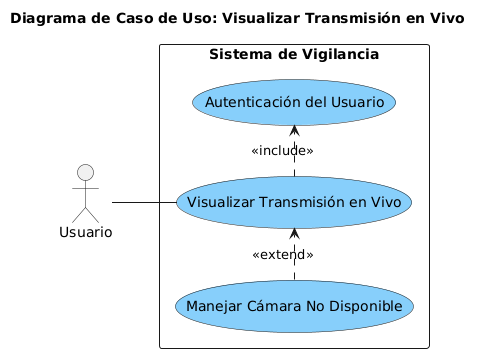 Diagrama de Caso de Uso: Visualizar Transmisión en Vivo
Sistema de Vigilancia
Autenticación del Usuario
«include»
Visualizar Transmisión en Vivo
Usuario
«extend»
Manejar Cámara No Disponible